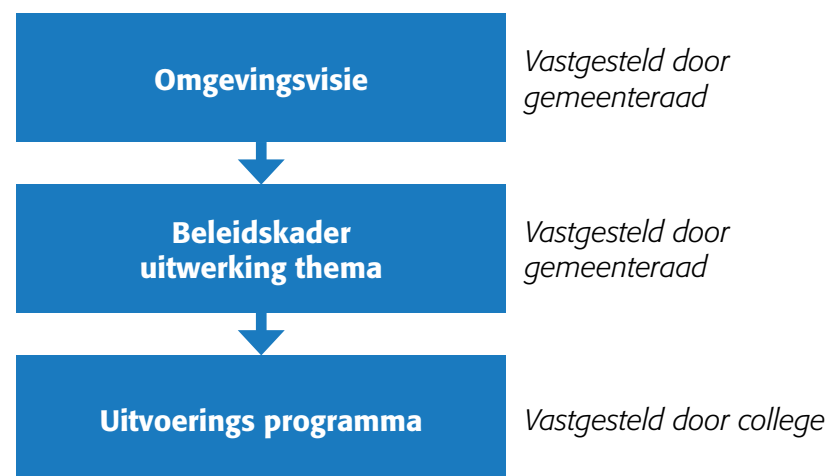 Omgevingsvisie
Vastgesteld door
gemeenteraad
Beleidskader
uitwerking thema
Vastgesteld door
gemeenteraad
Uitvoerings programma
Vastgesteld door college